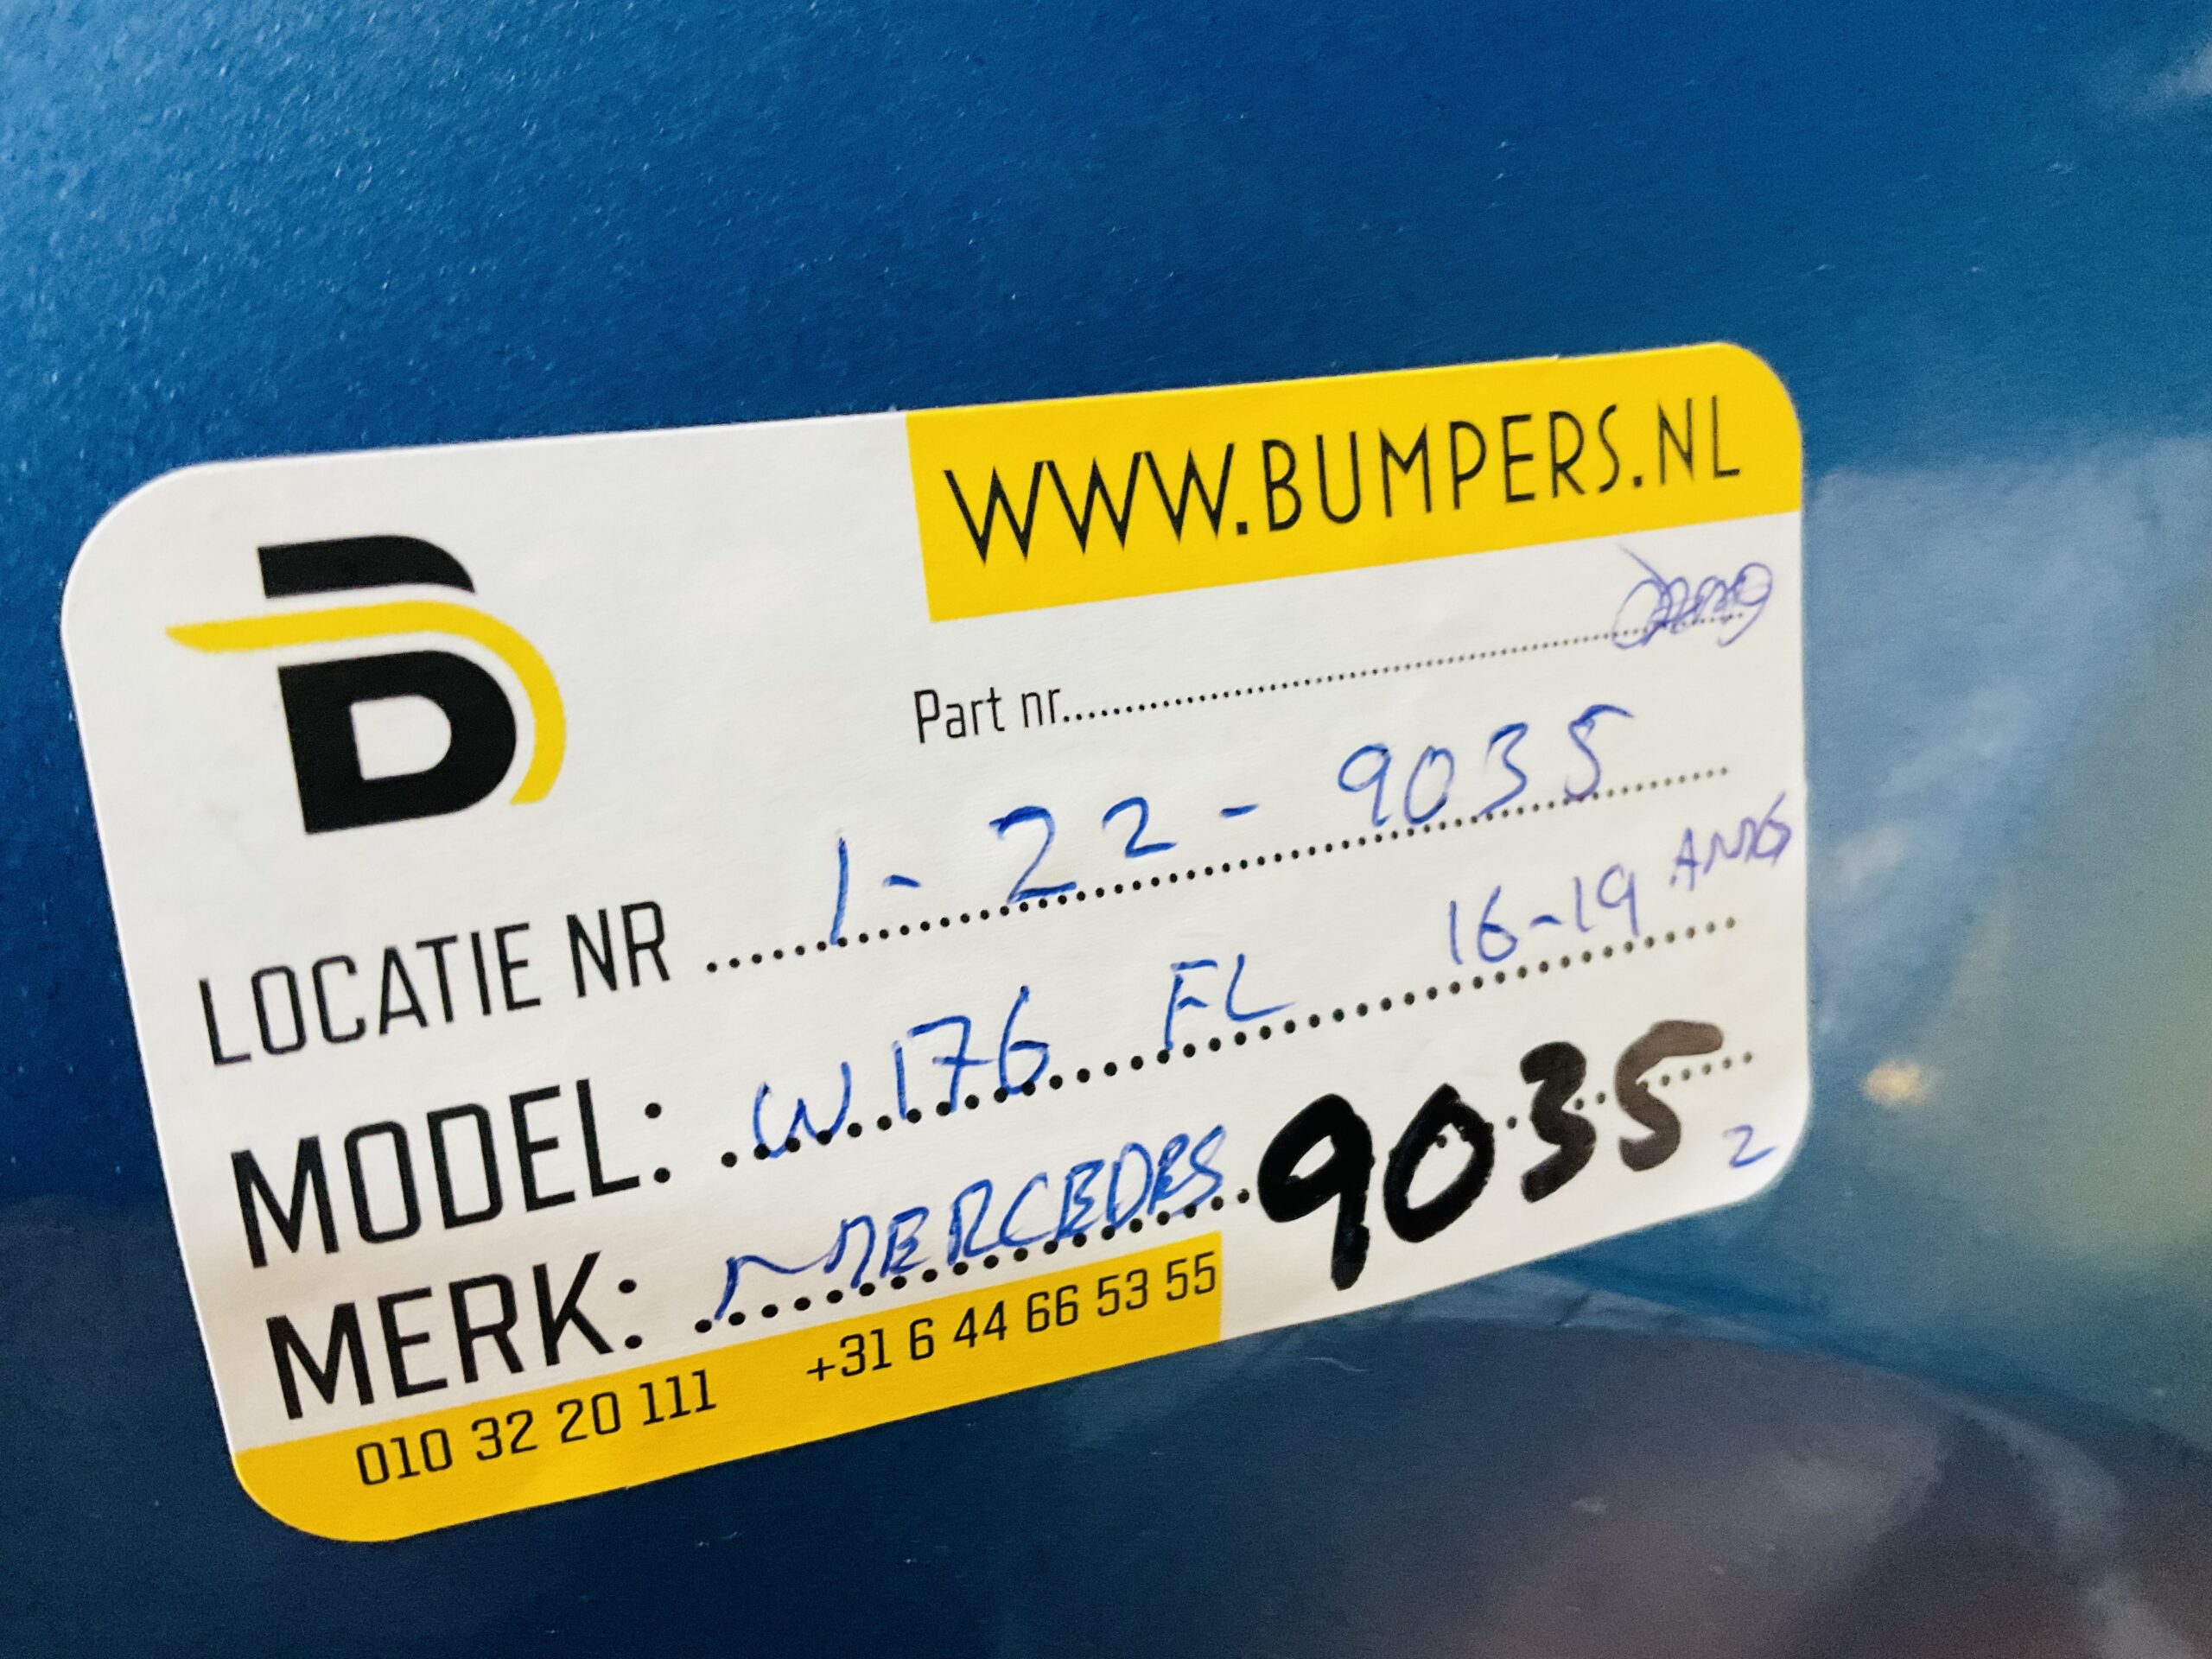 WWW.BUMPERS.NL
B
Part nr.
LOCATIE NR 1-22-9035
MODEL: W176 FL 16-19 AMG
MERK: MERCEDES 9035
2
010 32 20 111 +31 6 44 66 53 55